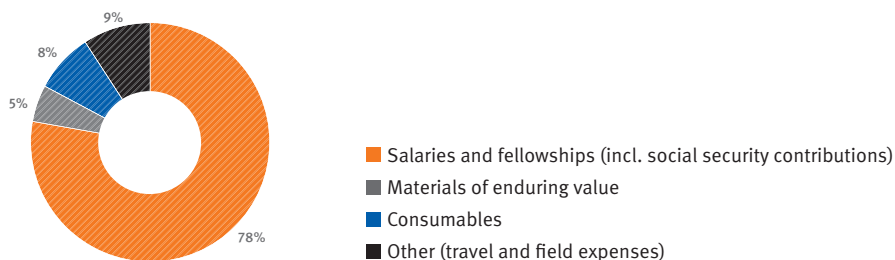 9%
8%
5%
78%
Salaries and fellowships (incl. social security contributions)
Materials of enduring value
Consumables
Other (travel and field expenses)